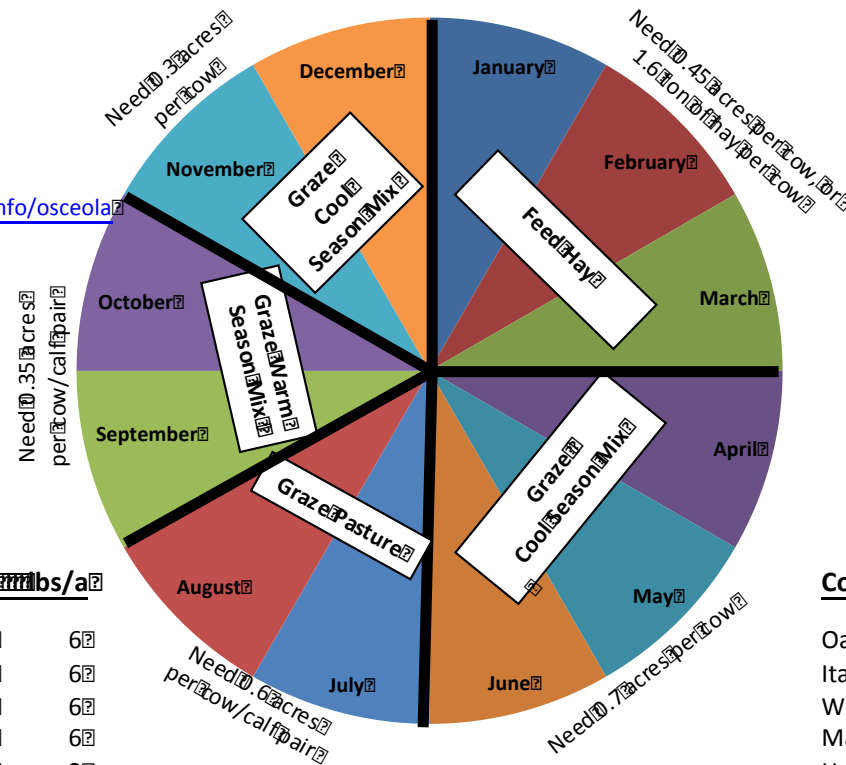 Need 0.3 acres
per cow
Need 0.45 acres per cow, or
1.6 ton of hay per cow
December
January
November
February
Graze
Cool
Season Mix
Feed Hay
nfo/osceola
October
March
Need 0.35 acres
per cow/calf pair
Graze Warm
Season Mix
September
April
Graze
Cool Season Mix
Graze Pasture
August
May
July
June
Need 0.6 acres
per cow/calf pair
Need 0.7 acres per cow
lbs/a
6
6
6
6
Co
Oa
Ita
W
Ma